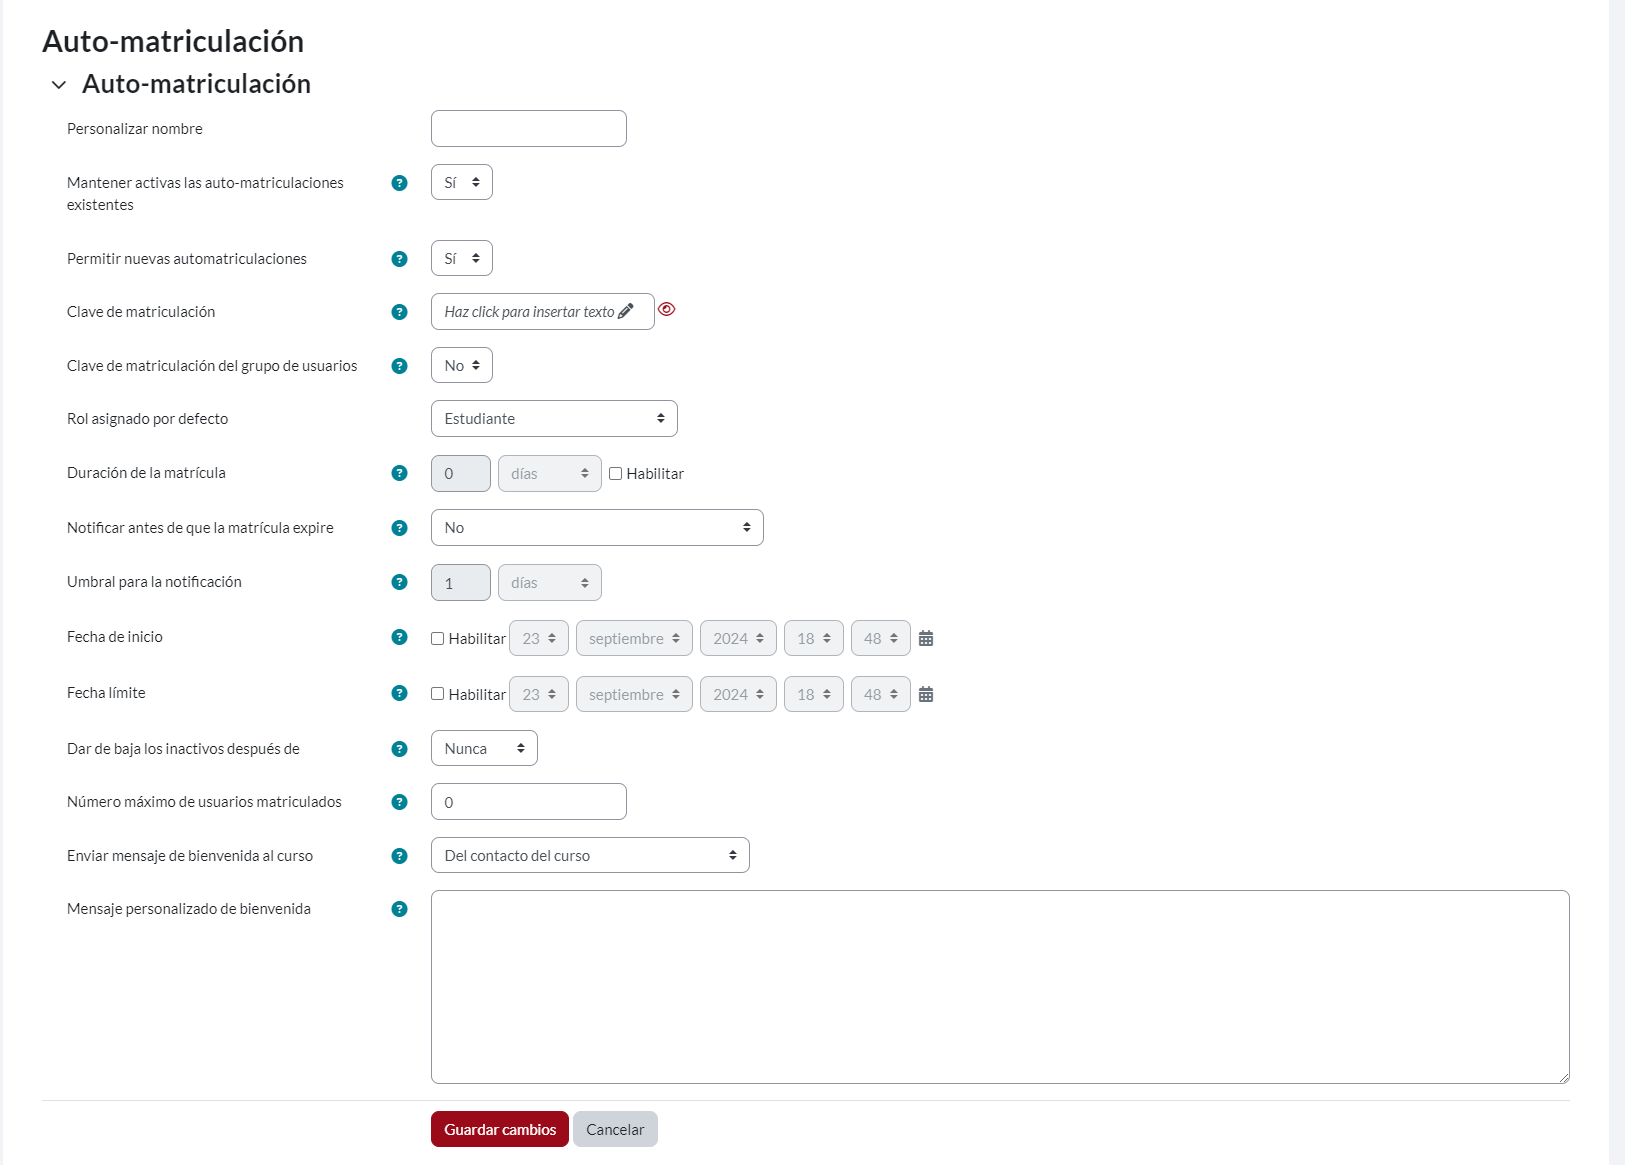 Auto-matriculación
Auto-matriculación
Personalizar nombre
Mantener activas las auto-matriculaciones
existentes
? Sí
Permitir nuevas automatriculaciones ? Sí
Clave de matriculación ? Haz click para insertar texto
Clave de matriculación del grupo de usuarios ? No
Rol asignado por defecto Estudiante
Duración de la matrícula ? 0 días Habilitar
Notificar antes de que la matrícula expire ? No
Umbral para la notificación ? 1 días
Fecha de inicio ? Habilitar 23 septiembre 2024 18 48
Fecha límite ? Habilitar 23 septiembre 2024 18 48
Dar de baja los inactivos después de ? Nunca
Número máximo de usuarios matriculados ? 0
Enviar mensaje de bienvenida al curso ? Del contacto del curso
Mensaje personalizado de bienvenida ?
Guardar cambios Cancelar